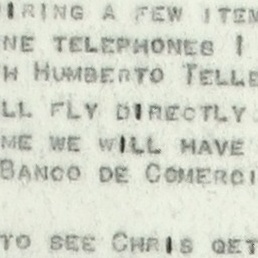 IRING A FEW ITEM
NE TELEPHONES I
H HUMBERTO TELLE
LL FLY DIRECTLY
ME WE WILL HAVE
BANCO DE COMERCI
TO SEE CHRIS GET